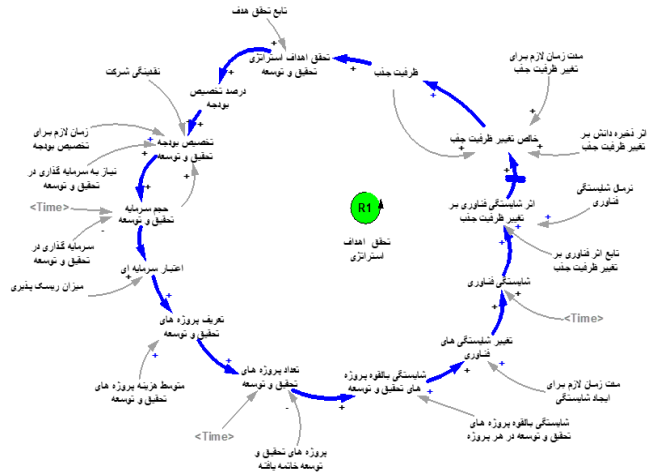 تابع تحقق هدف
مدت زمان لازم برای
تغییر ظرفیت جذب
تحقق اهداف استراتژی
تحقیق و توسعه
ظرفیت جذب
نقدینگی شرکت
درصد تخصیص
بودجه
زمان لازم برای
تخصیص بودجه
تخصیص بودجه
تحقیق و توسعه
خالص تغییر ظرفیت جذب
اثر ذخیره دانش بر
تغییر ظرفیت جذب
نیاز به سرمایه گذاری در
تحقیق و توسعه
نرمال شایستگی
فناوری
<Time>
حجم سرمایه
تحقیق و توسعه
R1
اثر شایستگی فناوری بر
تغییر ظرفیت جذب
سرمایه گذاری در
تحقیق و توسعه
تحقق اهداف
استراتژی
تابع اثر فناوری بر
تغییر ظرفیت جذب
اعتبار سرمایه ای
میزان ریسک پذیری
شایستگی فناوری
<Time>
تعریف پروژه های
تحقیق و توسعه
تغییر شایستگی های
فناوری
متوسط هزینه پروژه های
تحقیق و توسعه
تعداد پروژه های
تحقیق و توسعه
شایستگی بالقوه پروژه
های تحقیق و توسعه
مدت زمان لازم برای
ایجاد شایستگی
<Time>
پروژه های تحقیق و
توسعه خاتمه یافته
شایستگی بالقوه پروژه های
تحقیق و توسعه در هر پروژه